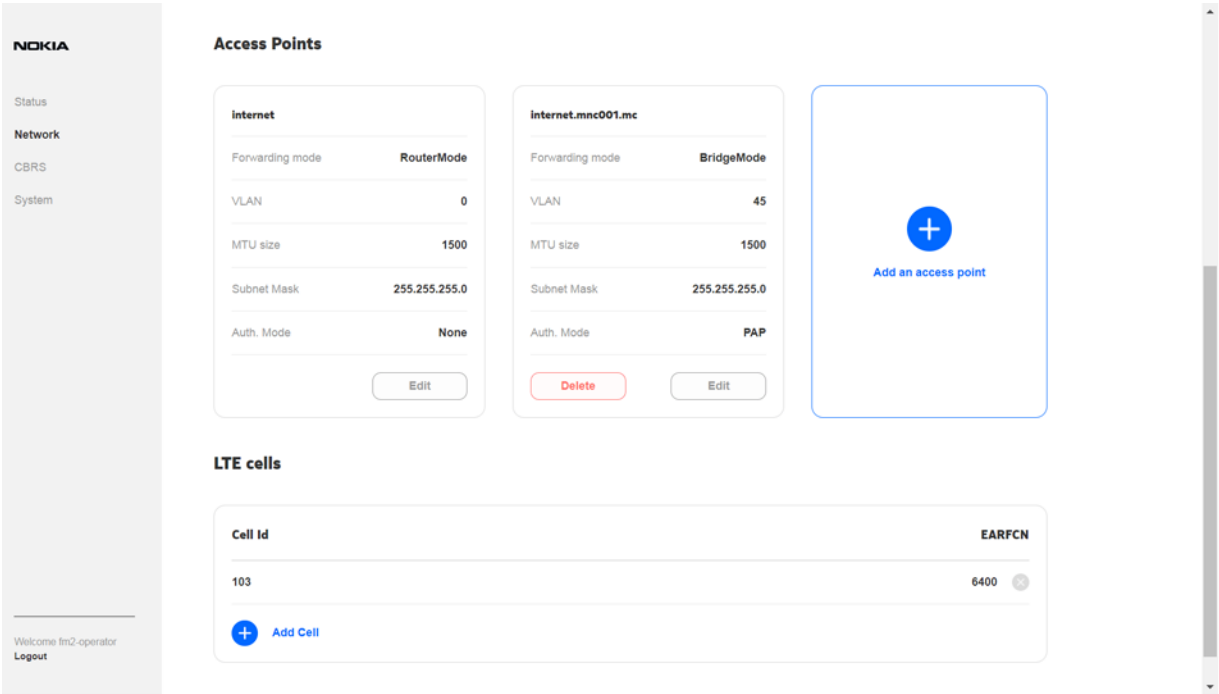 NOKIA
Status
Network
CBRS
System
Welcome fm2-operator
Logout
Access Points
internet
Forwarding mode RouterMode
VLAN 0
MTU size 1500
Subnet Mask 255.255.255.0
Auth. Mode None
Edit
internet.mnc001.mc
Forwarding mode BridgeMode
VLAN 45
MTU size 1500
Subnet Mask 255.255.255.0
Auth. Mode PAP
Delete Edit
Add an access point
LTE cells
Cell Id EARFCN
103 6400
Add Cell